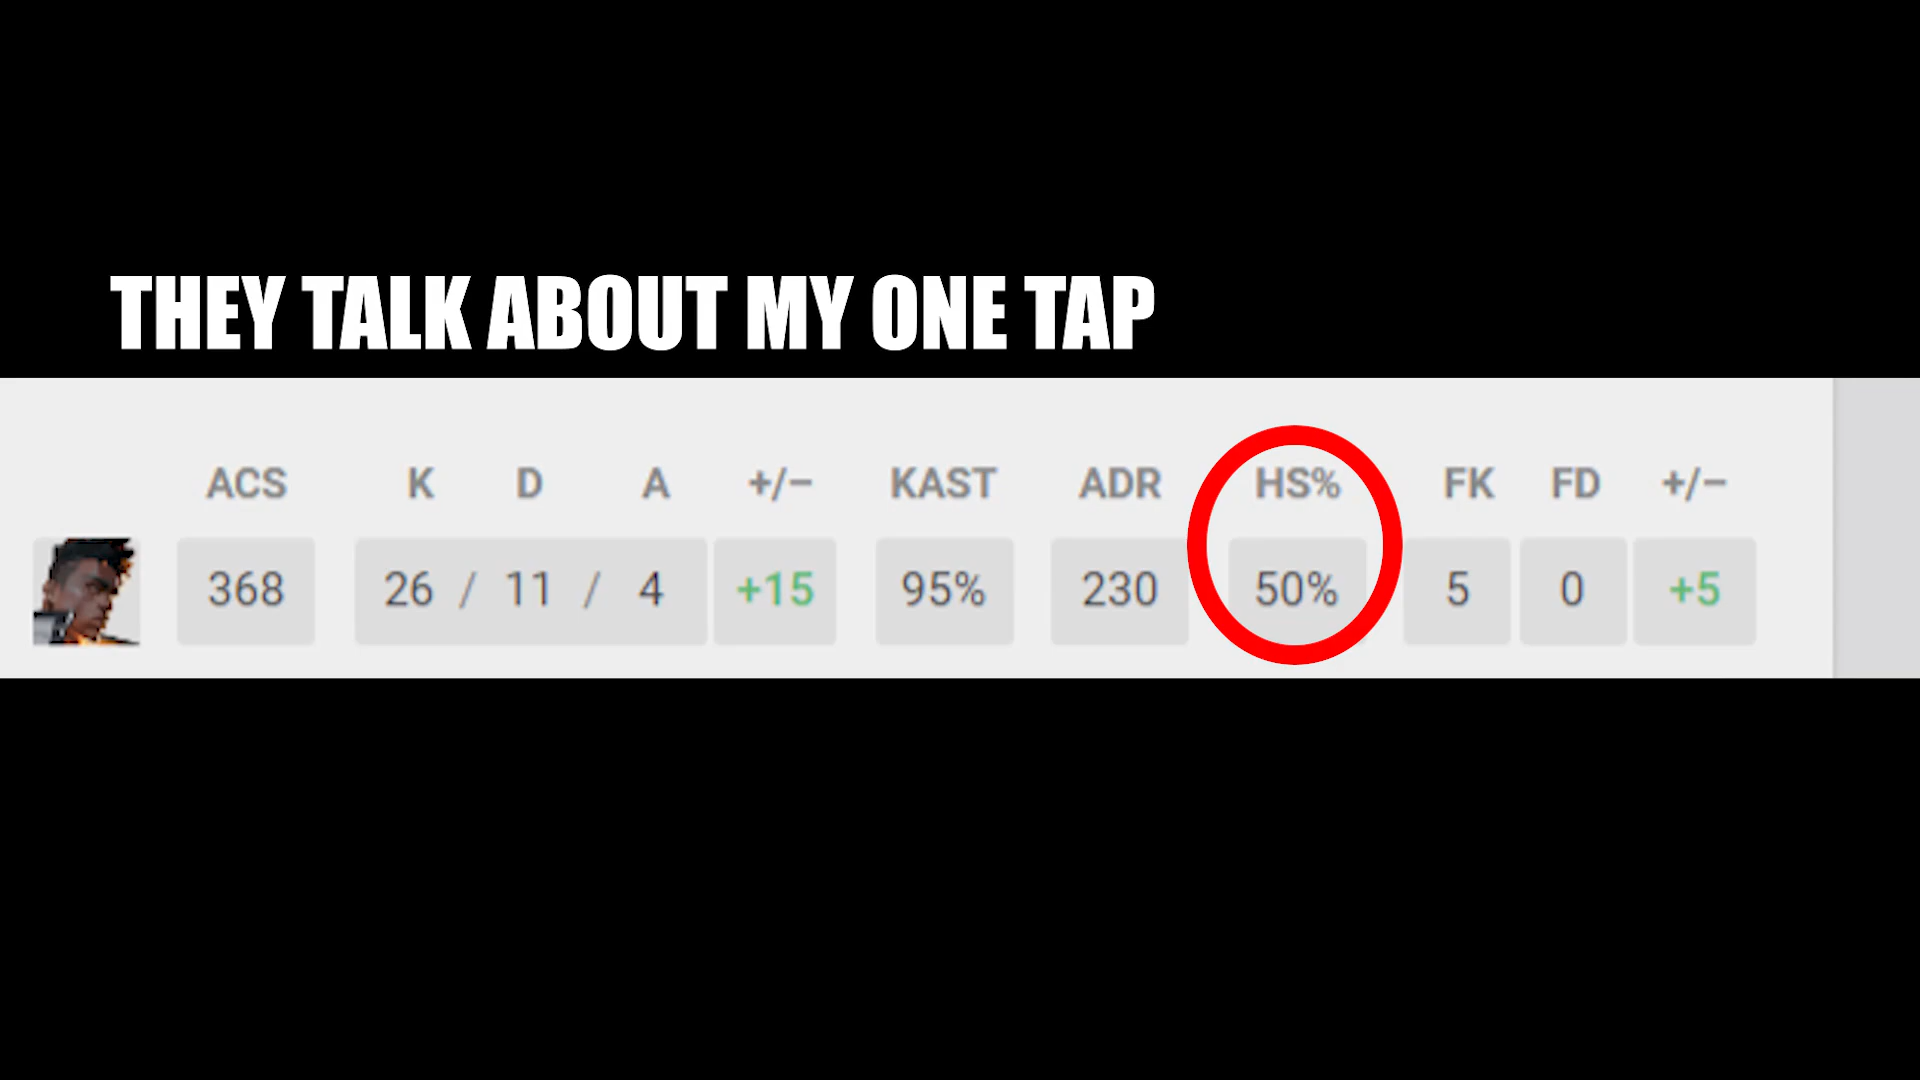 THEY TALK ABOUT MY ONE TAP
ACS K D A +/– KAST ADR HS% FK FD +/–
368 26 / 11 / 4 +15 95% 230 50% 5 0 +5